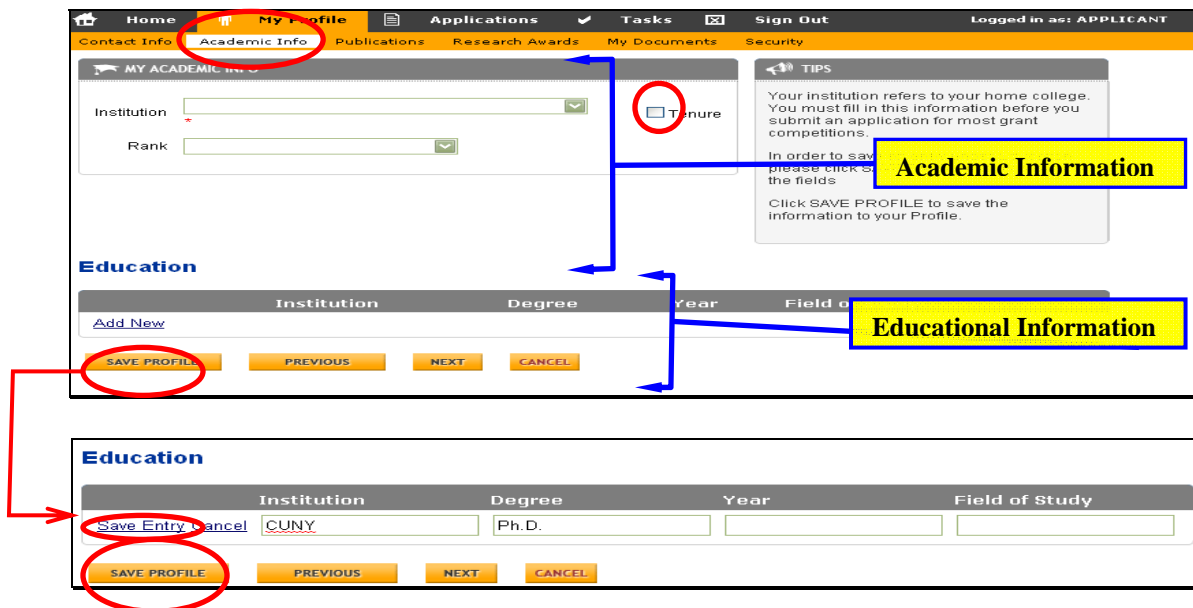 Home My Profile Applications Tasks Sign Out Logged in as: APPLICANT
Contact Info Academic Info Publications Research Awards My Documents Security
MY ACADEMIC INFO
Institution
*
Tenure
Rank
TIPS
Your institution refers to your home college.
You must fill in this information before you
submit an application for most grant
competitions.
In order to
please click
the fields
Click SAVE PROFILE to save the
information to your Profile.
Academic Information
Education
Institution Degree Year Field
Add New
Educational Information
SAVE PROFILE PREVIOUS NEXT CANCEL
Education
Institution Degree Year Field of Study
Save Entry Cancel CUNY Ph.D.
SAVE PROFILE PREVIOUS NEXT CANCEL